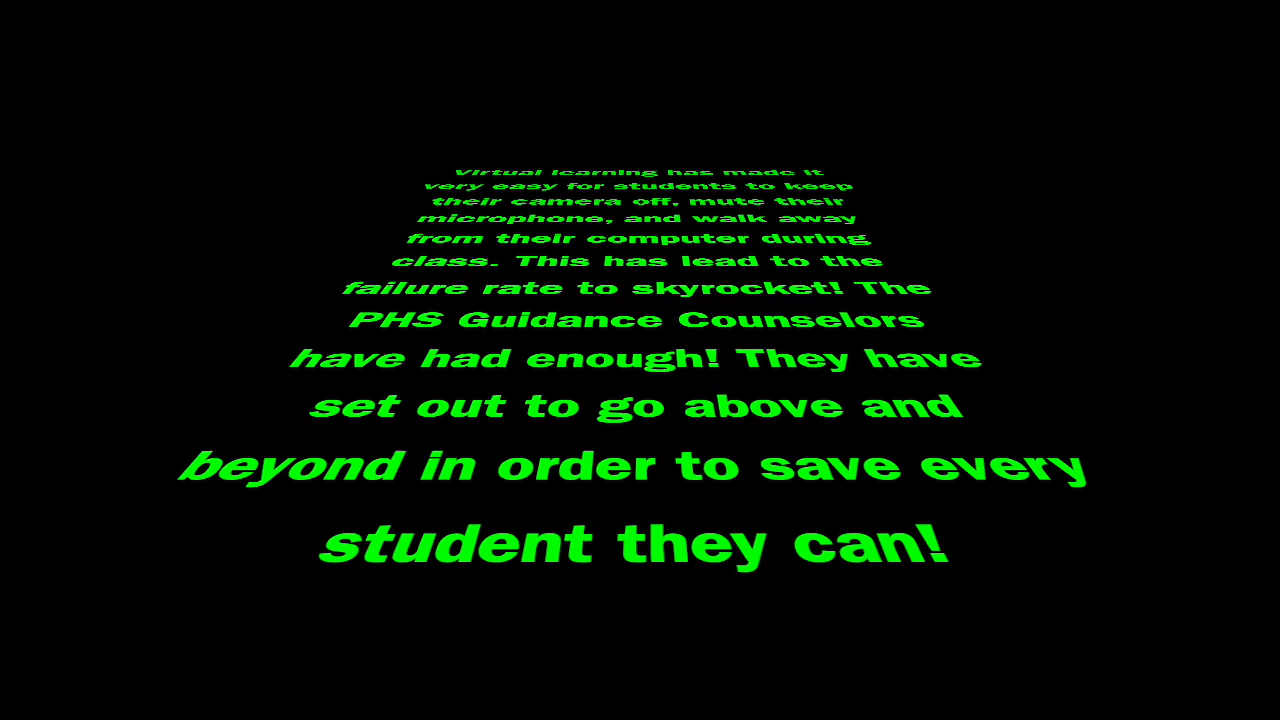 Virtual learning has made it
very easy for students to keep
their camera off, mute their
microphone, and walk away
from their computer during
class. This has lead to the
failure rate to skyrocket! The
PHS Guidance Counselors
have had enough! They have
set out to go above and
beyond in order to save every
student they can!